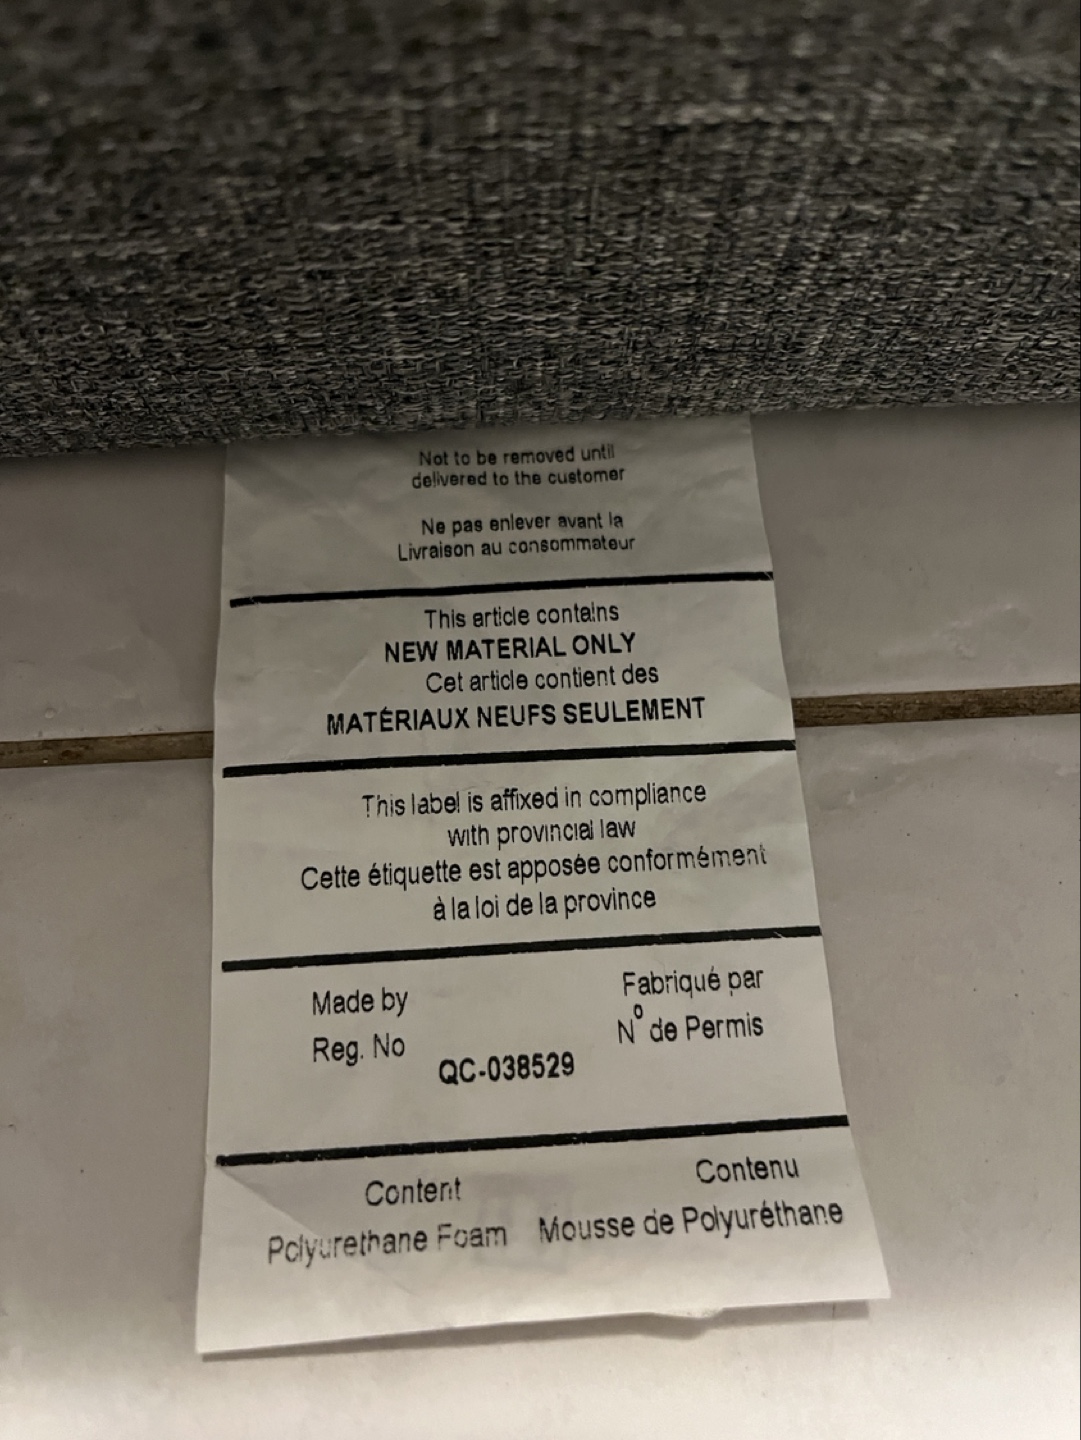 Not to be removed until
delivered to the customer
Ne pas enlever avant la
Livraison au consommateur
This article contains
NEW MATERIAL ONLY
Cet article contient des
MATÉRIAUX NEUFS SEULEMENT
This label is affixed in compliance
with provincial law
Cette étiquette est apposée conformément
à la loi de la province
Made by Fabriqué par
Reg. No Nº de Permis
QC-038529
Content Contenu
Polyurethane Foam Mousse de Polyuréthane